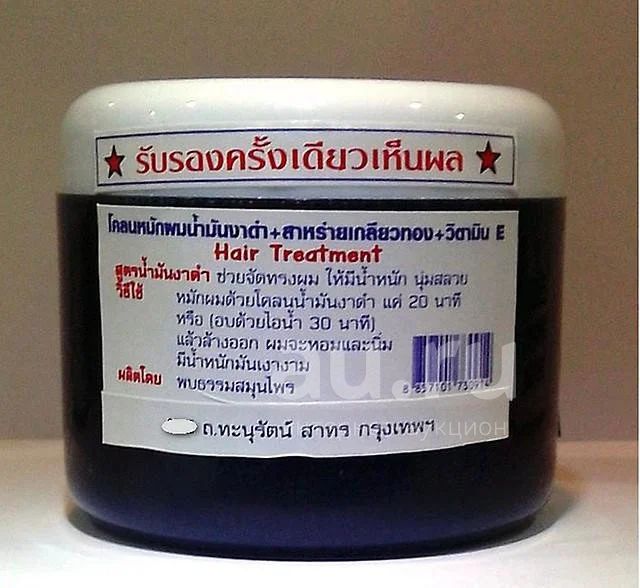 ★ รับรองครั้งเดียวเห็นผล ★
โคลนหมักผมน้ำมันงาดำ+สาหร่ายเกลียวทอง+วิตามิน E
Hair Treatment
สูตรน้ำมันงาดำ ช่วยจัดทรงผม ให้มีน้ำหนัก นุ่มสลวย
วิธีใช้ หมักผมด้วยโคลนน้ำมันงาดำ แค่ 20 นาที
หรือ (อบด้วยไอน้ำ 30 นาที)
แล้วล้างออก ผมจะหอมและนิ่ม
มีน้ำหนักมันเงางาม
ผลิตโดย พบธรรมสมุนไพร
ถ.ทะนุรัตน์ สาทร กรุงเทพฯ
au.ru